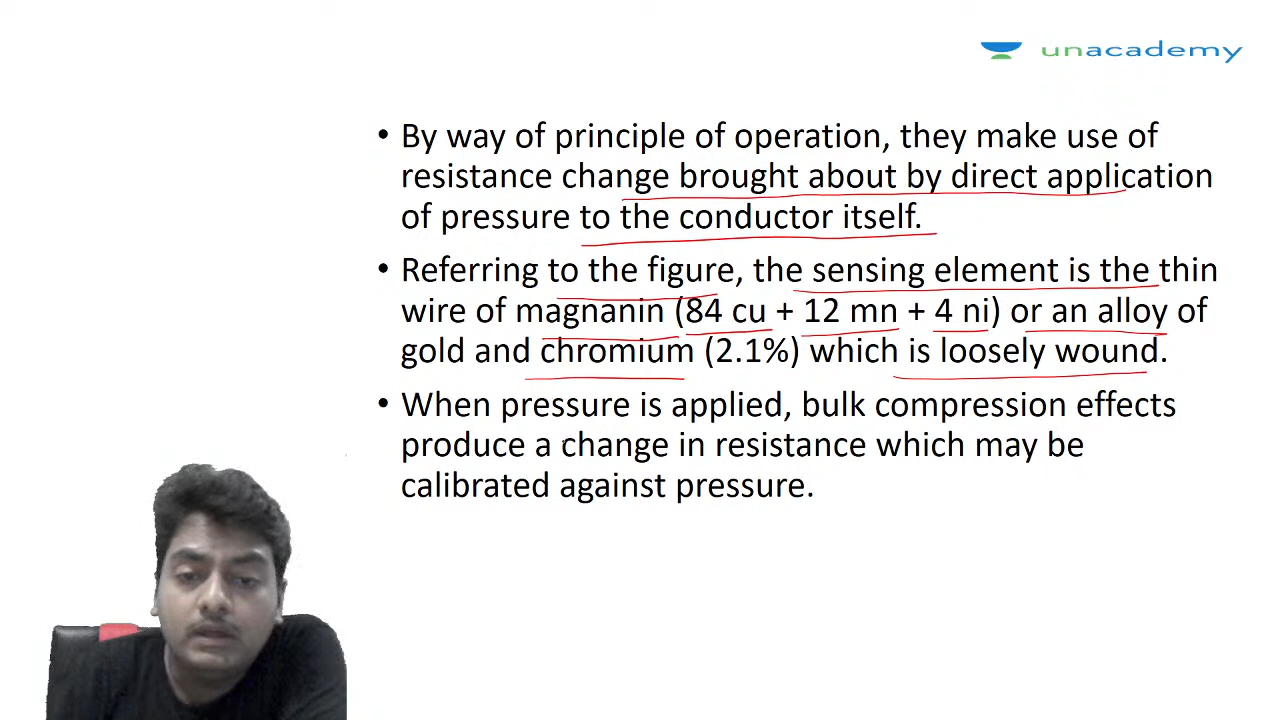 unacademy
• By way of principle of operation, they make use of
resistance change brought about by direct application
of pressure to the conductor itself.
• Referring to the figure, the sensing element is the thin
wire of magnanin (84 cu + 12 mn + 4 ni) or an alloy of
gold and chromium (2.1%) which is loosely wound.
• When pressure is applied, bulk compression effects
produce a change in resistance which may be
calibrated against pressure.